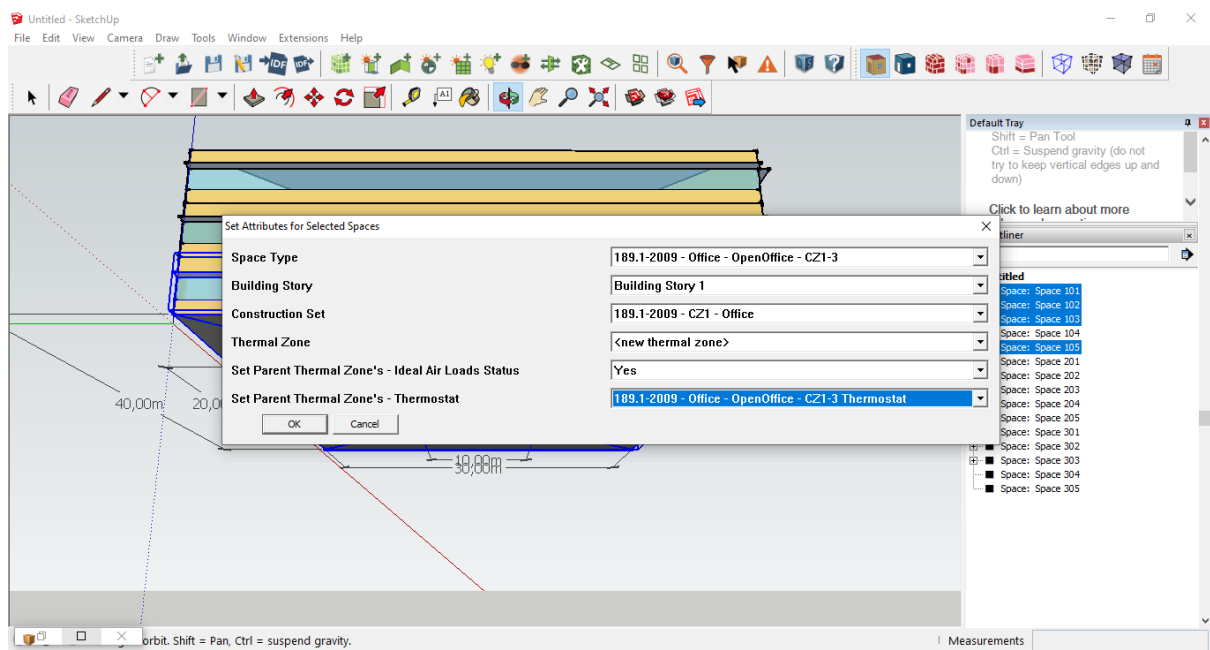 Untitled - SketchUp
File Edit View Camera Draw Tools Window Extensions Help
IDF IDF
A1
Default Tray
Shift = Pan Tool
Ctrl = Suspend gravity (do not
try to keep vertical edges up and
down)
Click to learn about more
tliner
titled
Space: Space 101
Space: Space 102
Space: Space 103
Space: Space 104
Space: Space 105
Space: Space 201
Space: Space 202
Space: Space 203
Space: Space 204
Space: Space 205
Space: Space 301
Space: Space 302
Space: Space 303
Space: Space 304
Space: Space 305
Set Attributes for Selected Spaces
Space Type 189.1-2009 - Office - OpenOffice - CZ1-3
Building Story Building Story 1
Construction Set 189.1-2009 - CZ1 - Office
Thermal Zone <new thermal zone>
Set Parent Thermal Zone's - Ideal Air Loads Status Yes
Set Parent Thermal Zone's - Thermostat 189.1-2009 - Office - OpenOffice - CZ1-3 Thermostat
OK Cancel
40,00m 20,0
orbit. Shift = Pan, Ctrl = suspend gravity.
Measurements